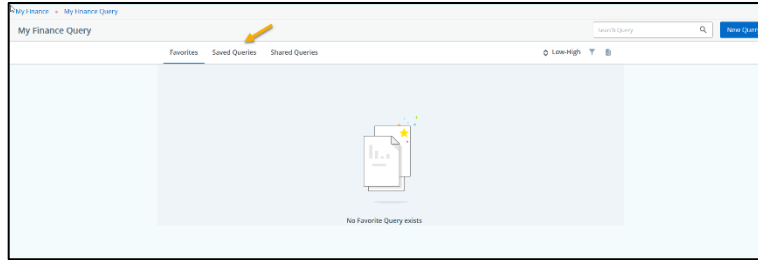 My Finance My Finance Query
My Finance Query
Search Query
New Query
Favorites Saved Queries Shared Queries
Low-High
No Favorite Query exists